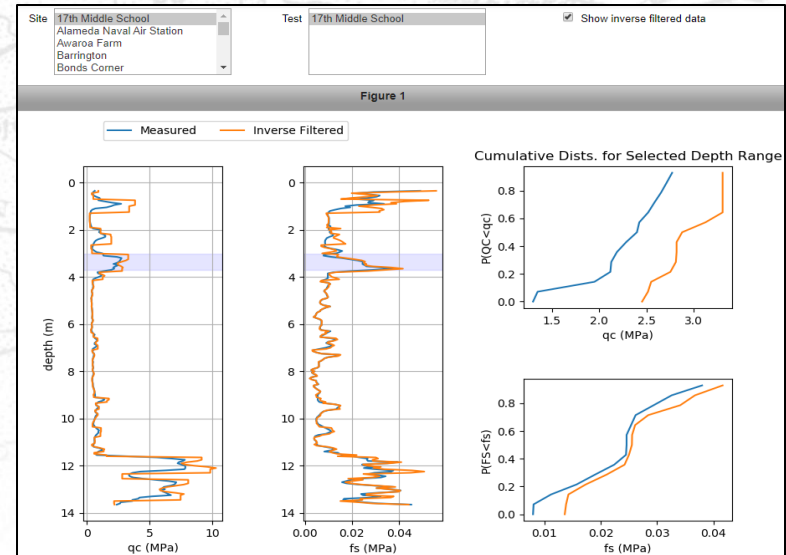 Site 17th Middle School Test 17th Middle School Show inverse filtered data
Alameda Naval Air Station
Awaroa Farm
Barrington
Bonds Corner
Figure 1
Measured Inverse Filtered
Cumulative Dists. for Selected Depth Range
0
2
4
6
8
10
12
14
depth (m)
0 5 10
qc (MPa)
0
2
4
6
8
10
12
14
0.00 0.02 0.04
fs (MPa)
0.8
0.6
0.4
0.2
0.0
P(QC<qc)
1.5 2.0 2.5 3.0
qc (MPa)
0.8
0.6
0.4
0.2
0.0
P(FS<fs)
0.01 0.02 0.03 0.04
fs (MPa)